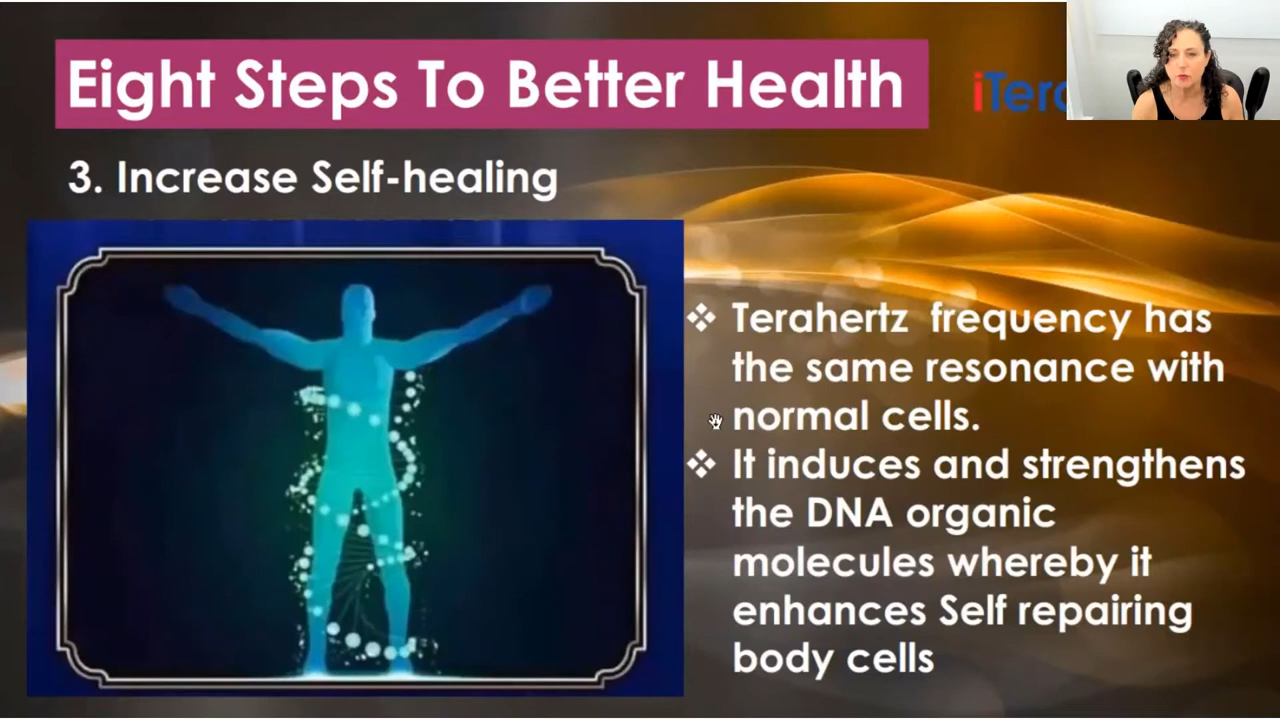 Eight Steps To Better Health
iTera
3. Increase Self-healing
❖ Terahertz frequency has
the same resonance with
normal cells.
❖ It induces and strengthens
the DNA organic
molecules whereby it
enhances Self repairing
body cells